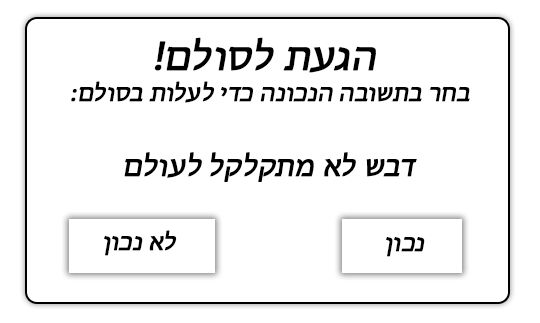 הגעת לסולם!
בחר בתשובה הנכונה כדי לעלות בסולם:
דבש לא מתקלקל לעולם
נכון
לא נכון